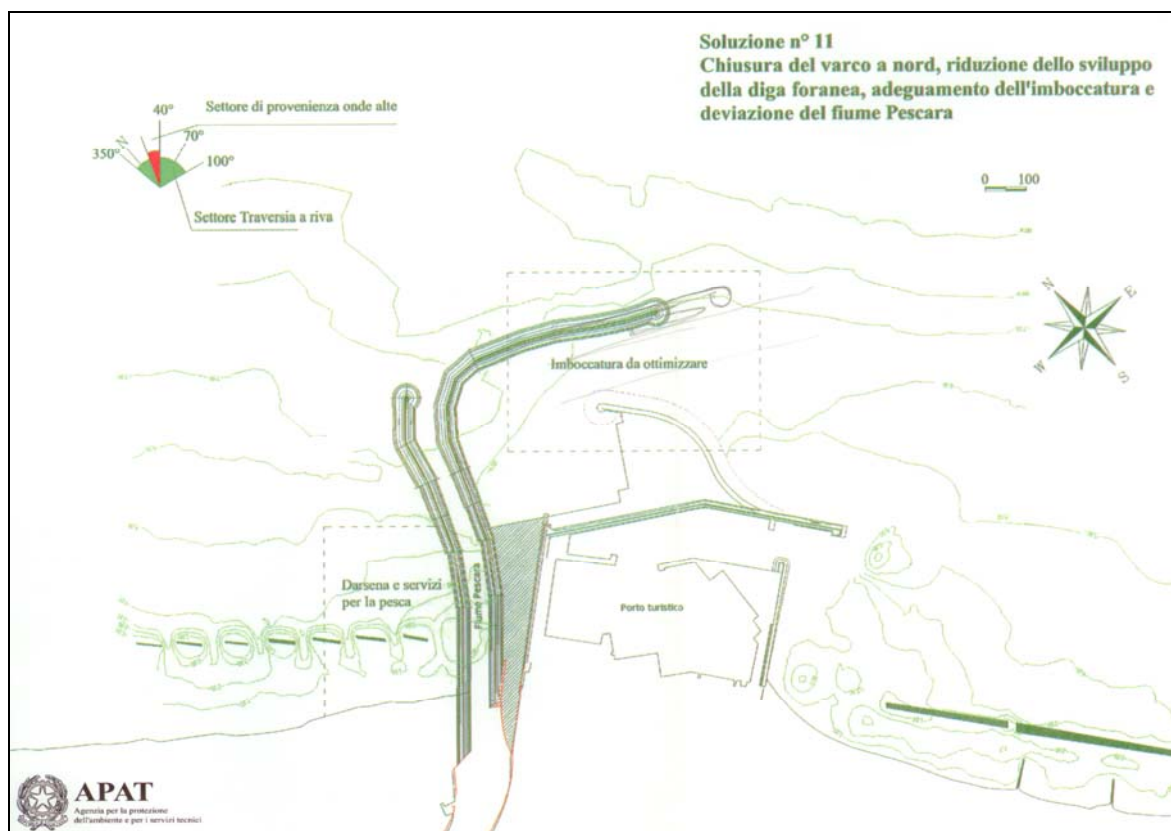 Soluzione n° 11
Chiusura del varco a nord, riduzione dello sviluppo
della diga foranea, adeguamento dell'imboccatura e
deviazione del fiume Pescara
Settore di provenienza onde alte
40°
N
70°
350°
100°
Settore Traversia a riva
0 100
N
E
W
S
Imboccatura da ottimizzare
Darsena e servizi
per la pesca
Fiume Pescara
Porto turistico
APAT
Agenzia per la protezione
dell'ambiente e per i servizi tecnici